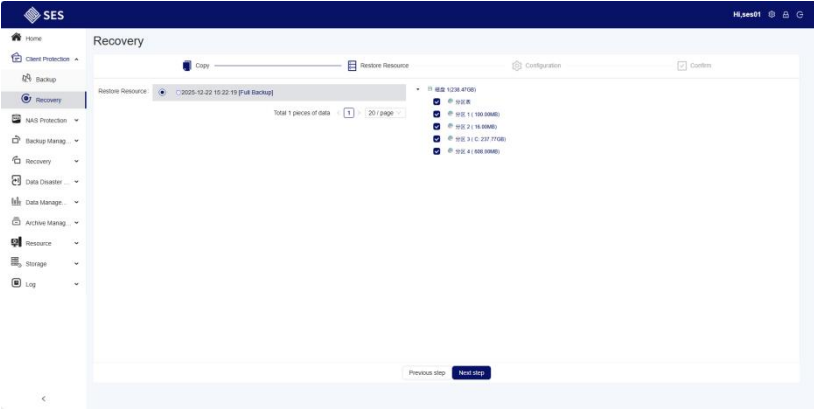 SES
Hi,ses01
Home
Client Protection
Backup
Recovery
NAS Protection
Backup Manag...
Recovery
Data Disaster ...
Data Manage...
Archive Manag...
Resource
Storage
Log
Recovery
Copy
Restore Resource
Configuration
Confirm
Restore Resource:
2025-12-22 15:22:19 [Full Backup]
Total 1 pieces of data
1
20 / page
磁盘 1(238.47GB)
分区表
分区 1 ( 100.00MB)
分区 2 ( 16.00MB)
分区 3 ( C: 237.77GB)
分区 4 ( 606.00MB)
Previous step
Next step